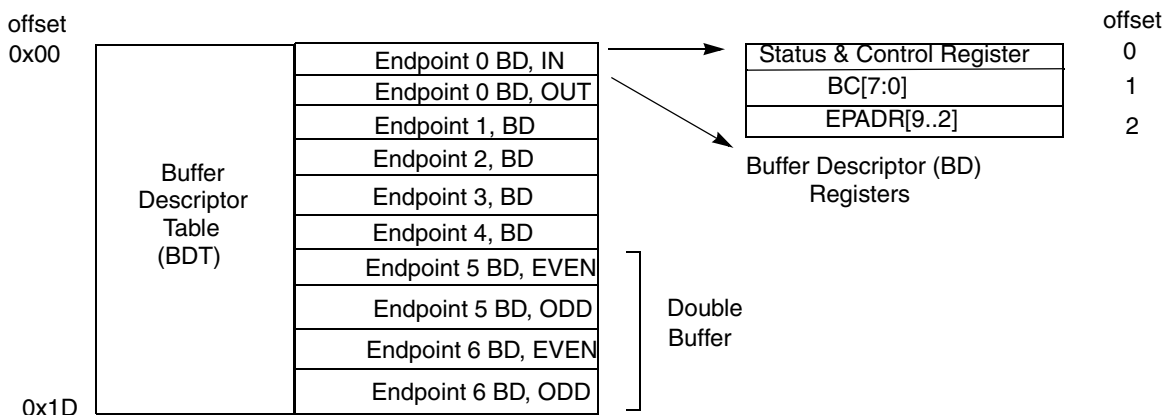 offset
0x00
Buffer
Descriptor
Table
(BDT)
0x1D
Endpoint 0 BD, IN
Endpoint 0 BD, OUT
Endpoint 1, BD
Endpoint 2, BD
Endpoint 3, BD
Endpoint 4, BD
Endpoint 5 BD, EVEN
Endpoint 5 BD, ODD
Endpoint 6 BD, EVEN
Endpoint 6 BD, ODD
Double
Buffer
offset
Status & Control Register 0
BC[7:0] 1
EPADR[9..2] 2
Buffer Descriptor (BD)
Registers